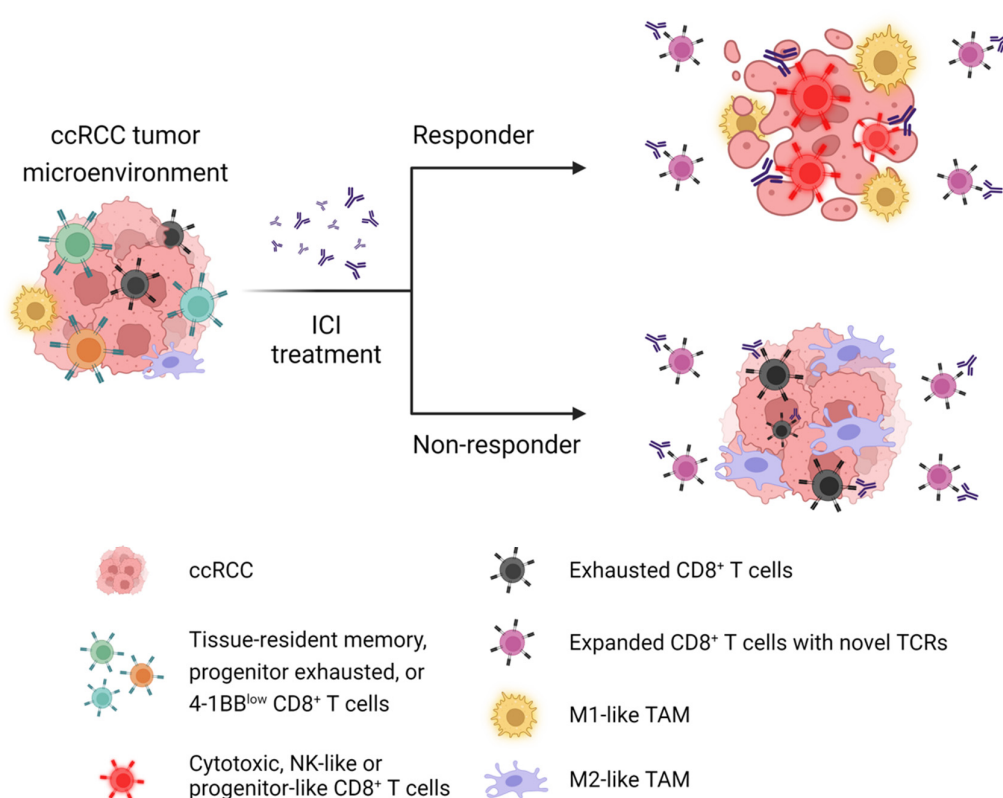 ccRCC tumor
microenvironment
Responder
ICI
treatment
Non-responder
ccRCC
Tissue-resident memory,
progenitor exhausted, or
4-1BB^low CD8⁺ T cells
Cytotoxic, NK-like or
progenitor-like CD8⁺ T cells
Exhausted CD8⁺ T cells
Expanded CD8⁺ T cells with novel TCRs
M1-like TAM
M2-like TAM